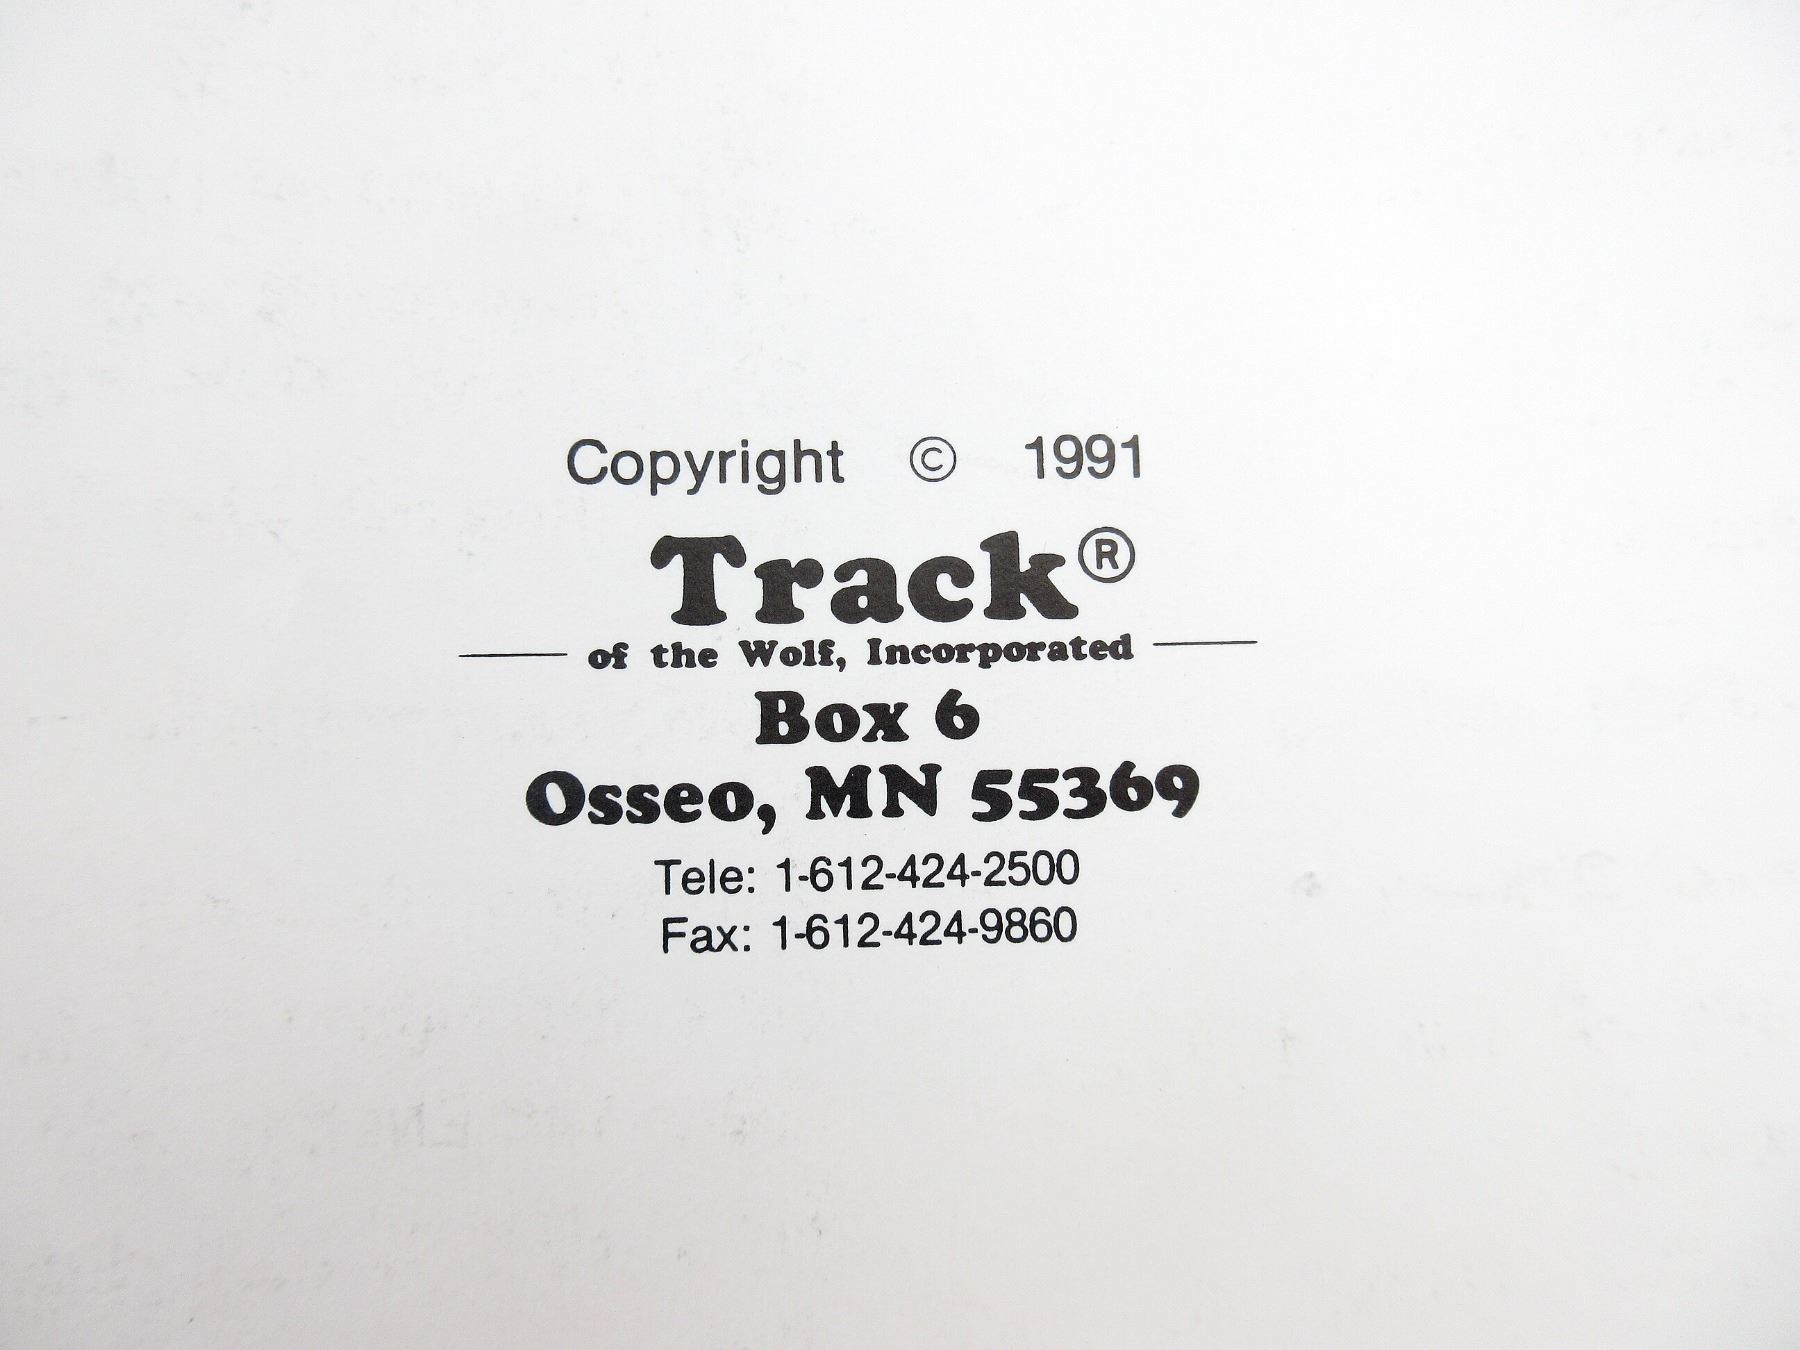 Copyright © 1991
Track®
of the Wolf, Incorporated
Box 6
Osseo, MN 55369
Tele: 1-612-424-2500
Fax: 1-612-424-9860